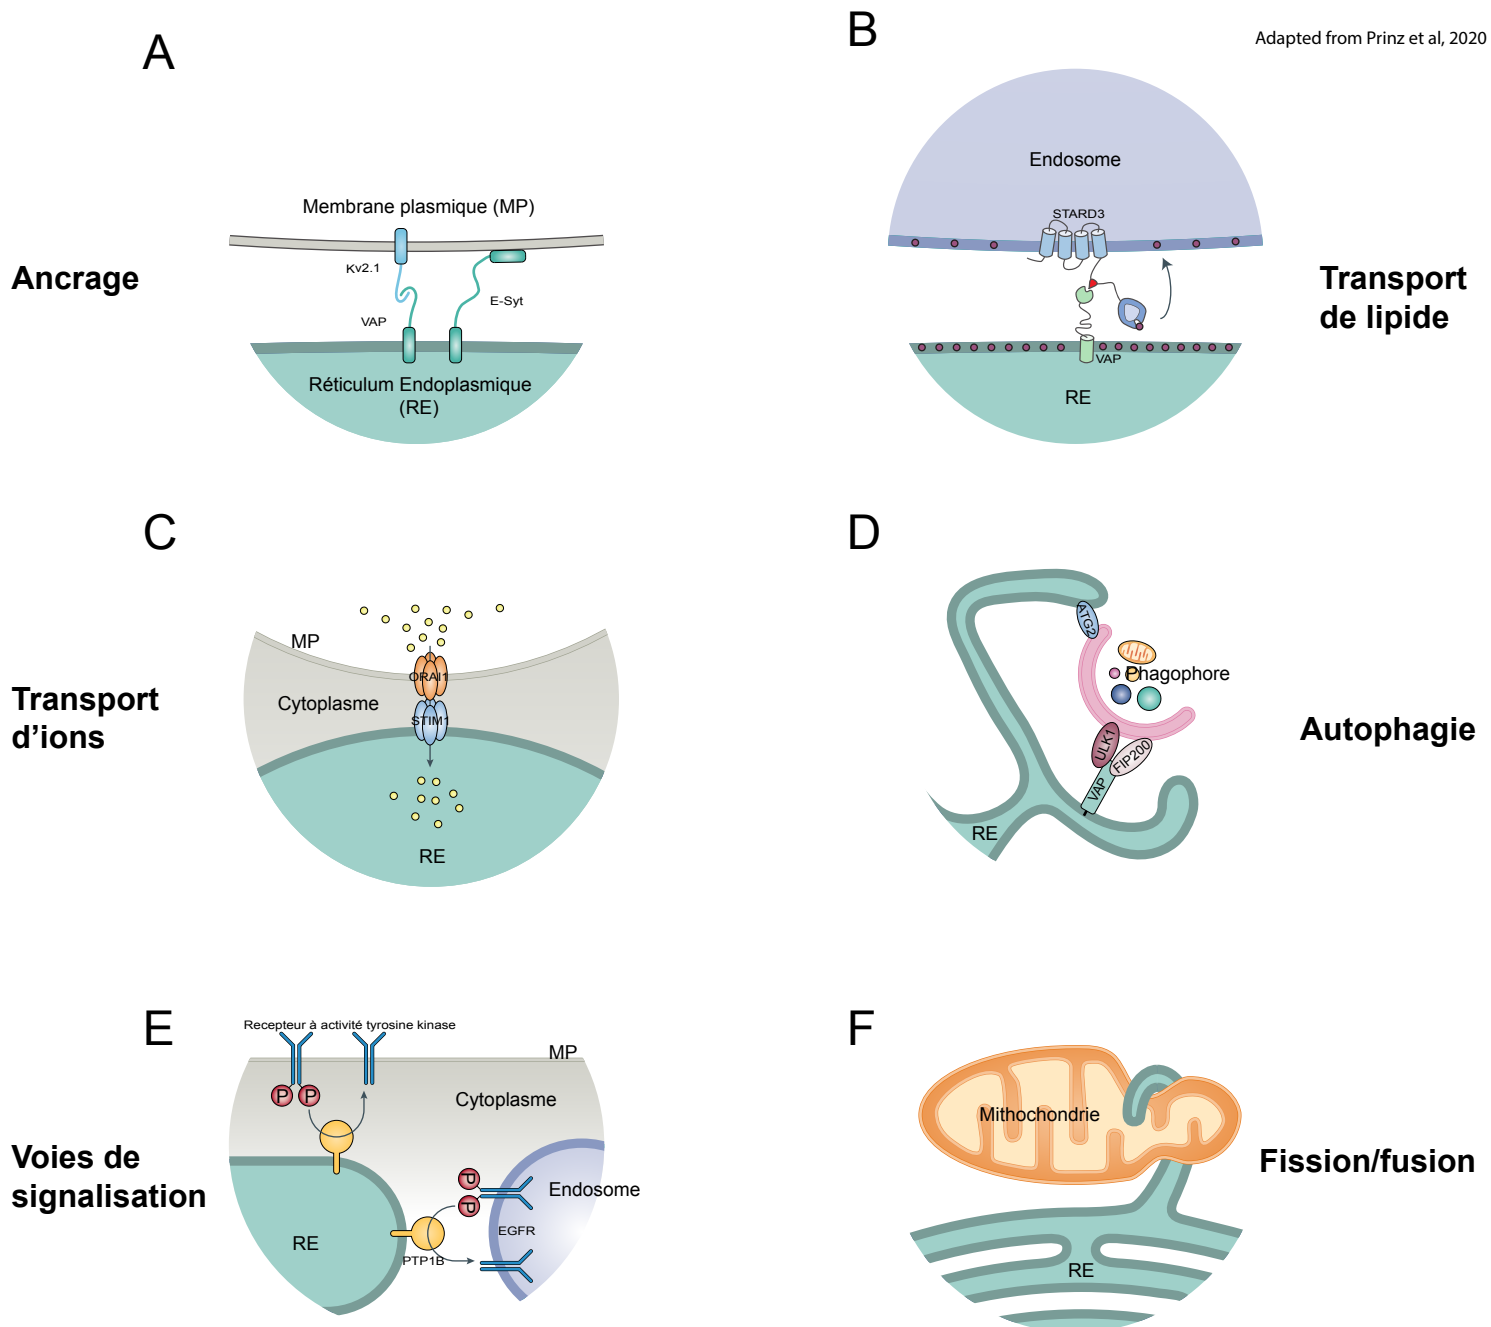 A
Ancrage
Membrane plasmique (MP)
Kv2.1
E-Syt
VAP
Réticulum Endoplasmique
(RE)
B
Adapted from Prinz et al, 2020
Endosome
STARD3
VAP
RE
Transport
de lipide
C
Transport
d’ions
MP
ORAI1
Cytoplasme
STIM1
RE
D
ATG2
Phagophore
ULK1
FIP200
VAP
RE
Autophagie
E
Voies de
signalisation
Recepteur à activité tyrosine kinase
MP
P P
Cytoplasme
P
P
Endosome
EGFR
RE
PTP1B
F
Mithochondrie
RE
Fission/fusion